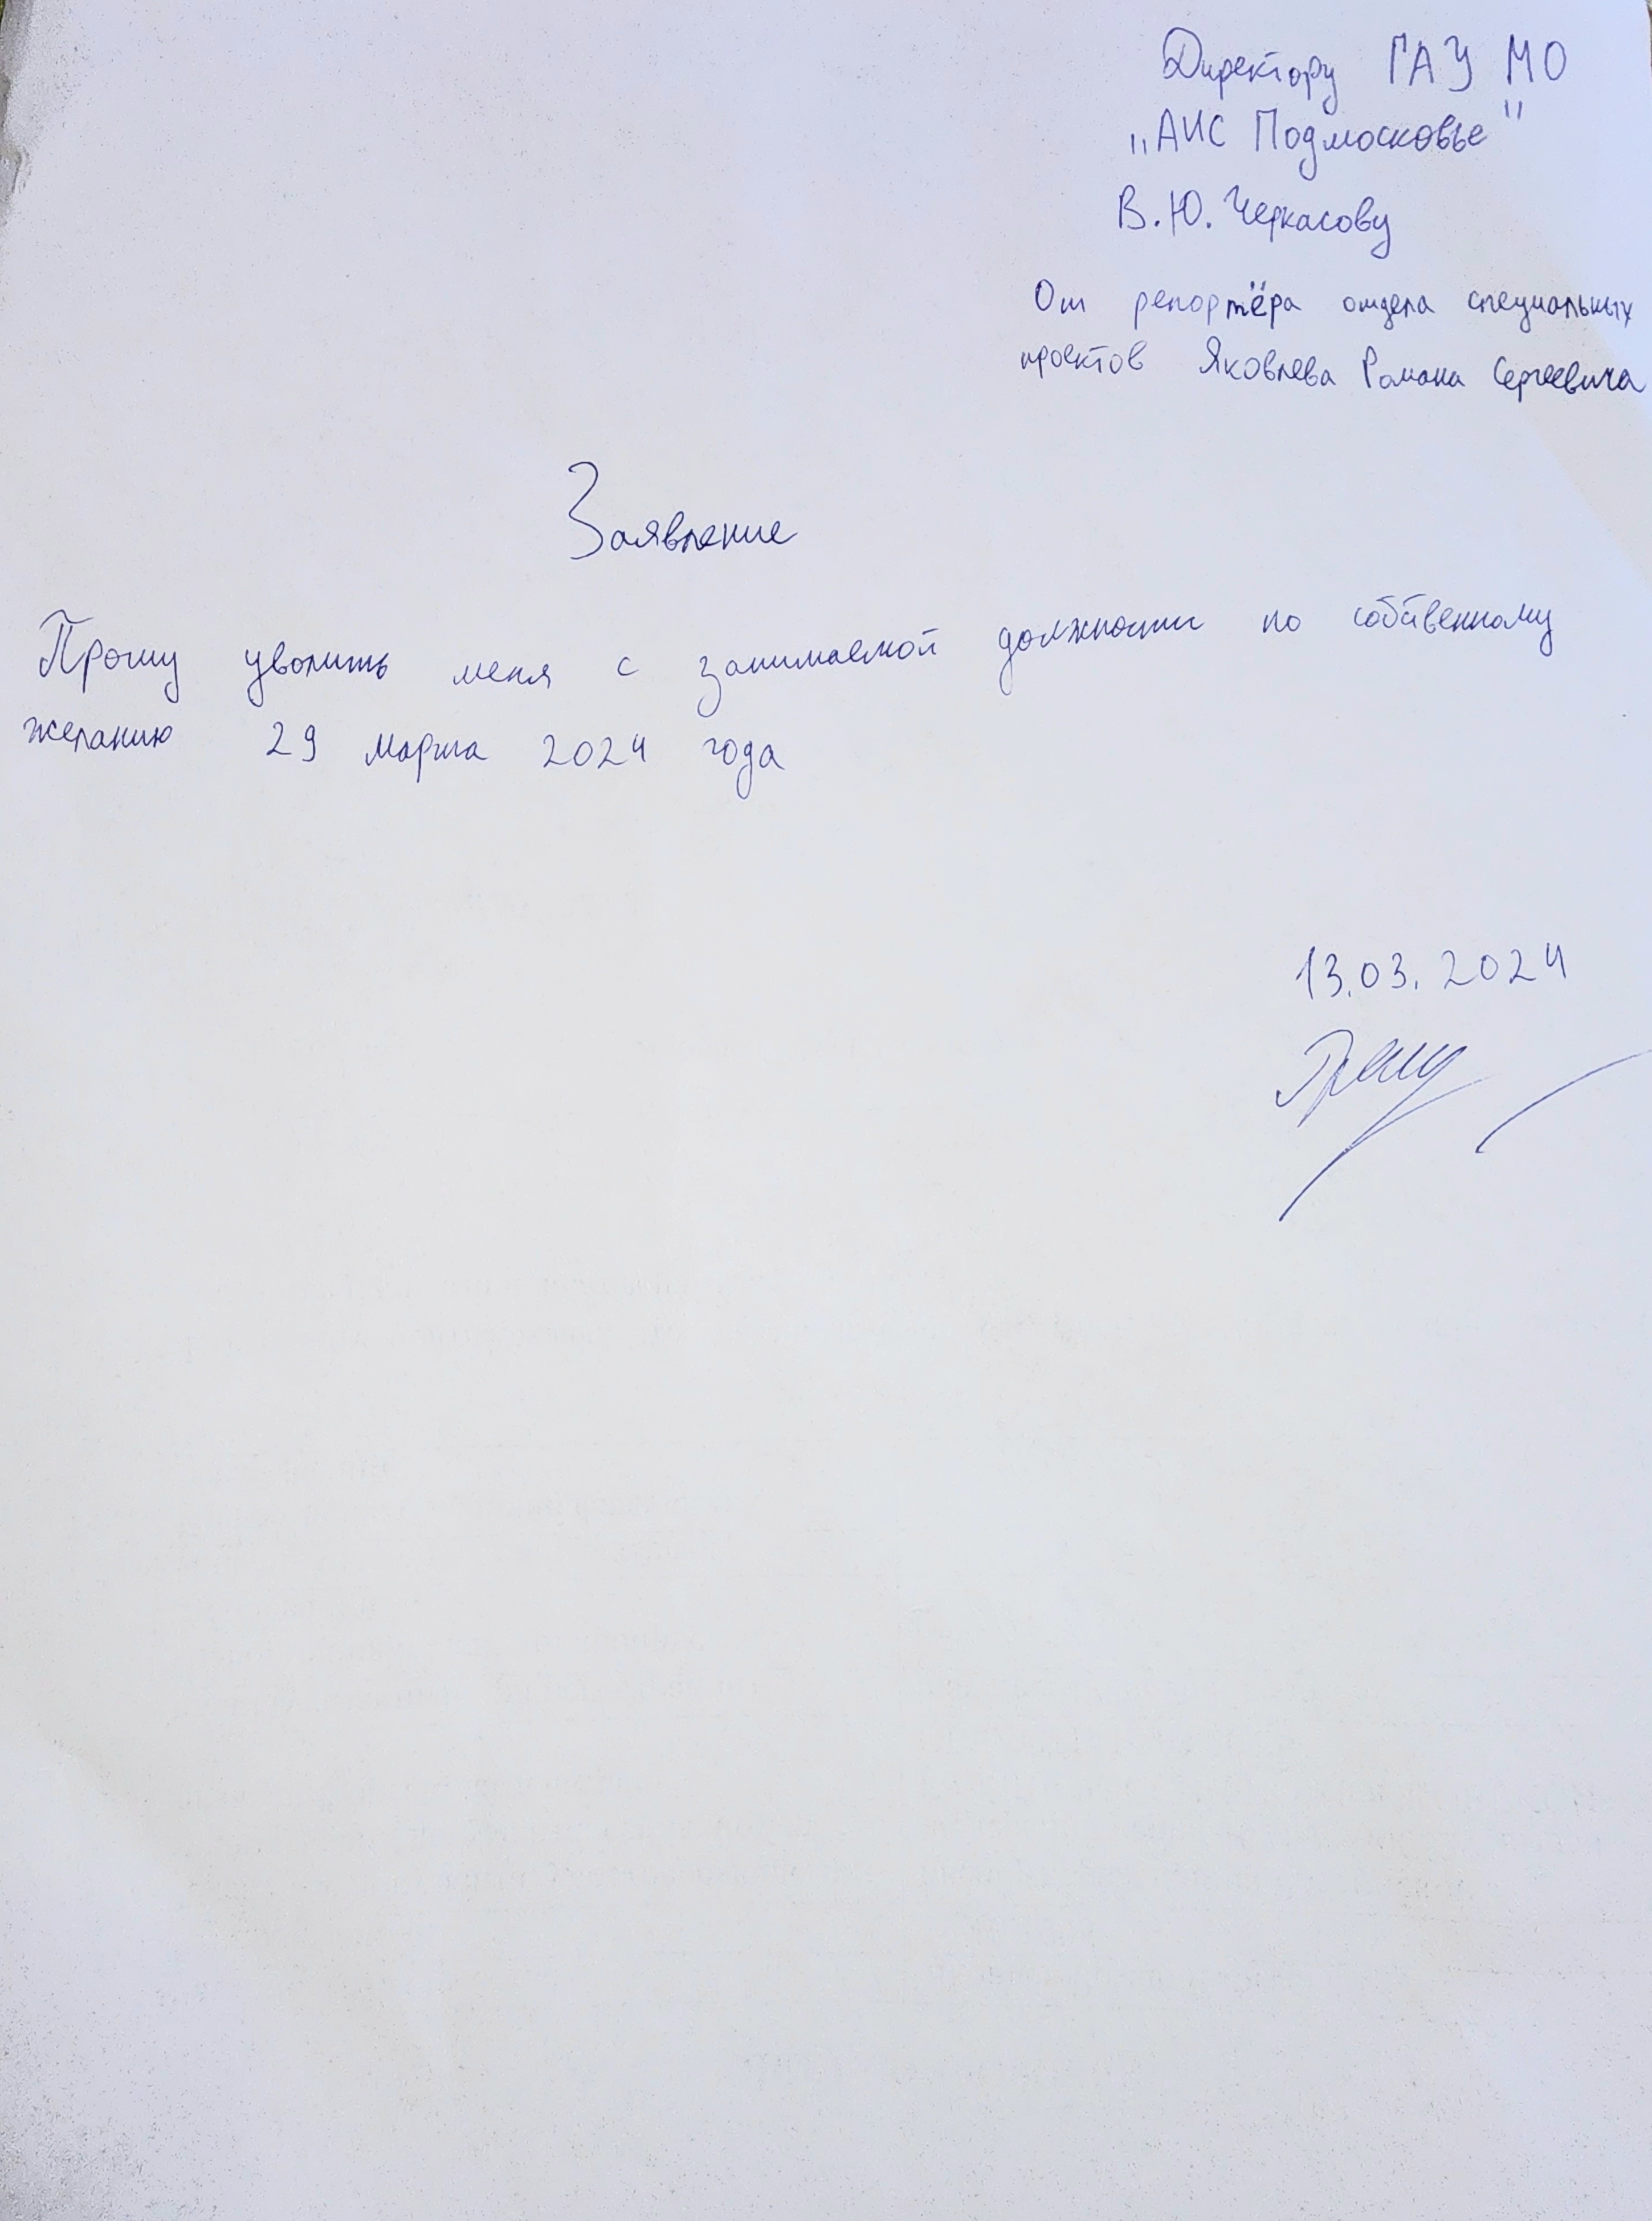 Директору ГАУ МО
„АИС Подмосковье"
В.Ю. Черкасову
От репортёра отдела специальных
проектов Яковлева Романа Сергеевича
Заявление
Прошу уволить меня с занимаемой должности по собственному
желанию 29 марта 2024 года
13.03.2024